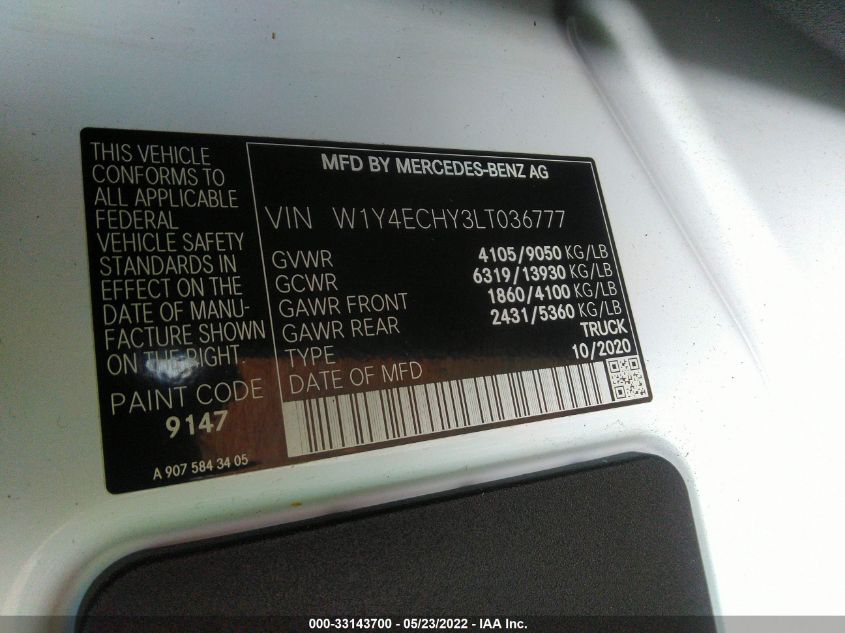 THIS VEHICLE
CONFORMS TO
ALL APPLICABLE
FEDERAL
VEHICLE SAFETY
STANDARDS IN
EFFECT ON THE
DATE OF MANU-
FACTURE SHOWN
ON THE RIGHT.
PAINT CODE
9147
A 907 584 34 05
MFD BY MERCEDES-BENZ AG
VIN W1Y4ECHY3LT036777
GVWR 4105/9050 KG/LB
GCWR 6319/13930 KG/LB
GAWR FRONT 1860/4100 KG/LB
GAWR REAR 2431/5360 KG/LB
TYPE TRUCK
DATE OF MFD 10/2020
000-33143700 - 05/23/2022 - IAA Inc.